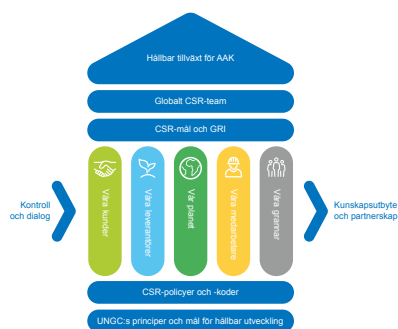 Hållbar tillväxt för AAK
Globalt CSR-team
CSR-mål och GRI
Kontroll
och dialog
Våra kunder
Våra leverantörer
Vår planet
Våra medarbetare
Våra grannar
Kunskapsutbyte
och partnerskap
CSR-policyer och -koder
UNGC:s principer och mål för hållbar utveckling